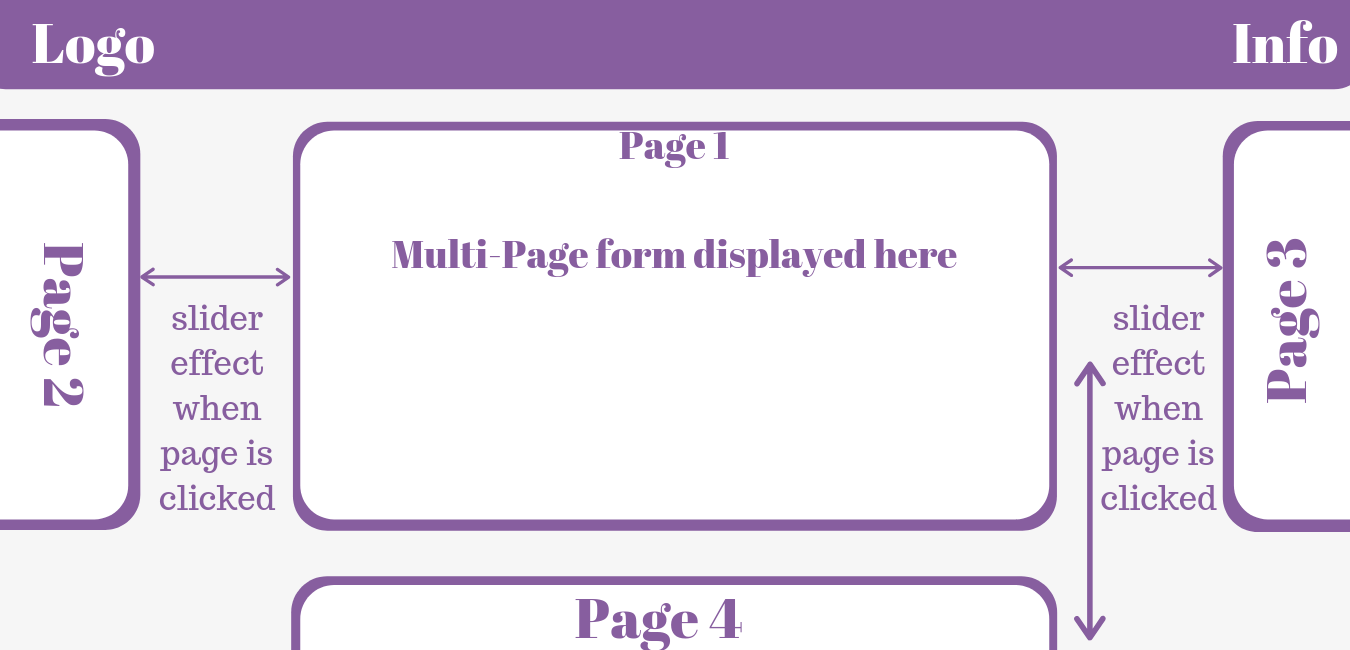 Logo
Info
Page 1
Multi-Page form displayed here
Page 2
slider
effect
when
page is
clicked
slider
effect
when
page is
clicked
Page 3
Page 4